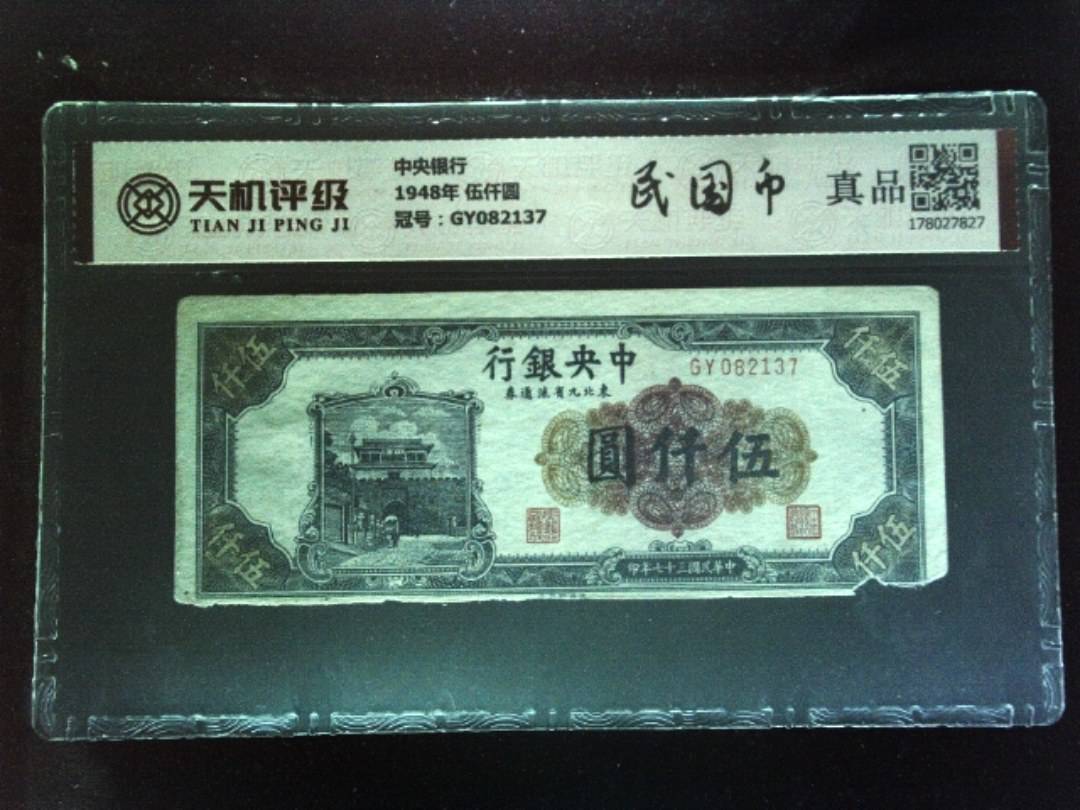 天机评级
TIAN JI PING JI
中央银行
1948年 伍仟圆
冠号：GY082137
民国币
真品
178027827
行銀央中
GY082137
券通流省九北東
仟伍
仟伍
圓仟伍
仟伍
仟伍
印年七十三國民華中